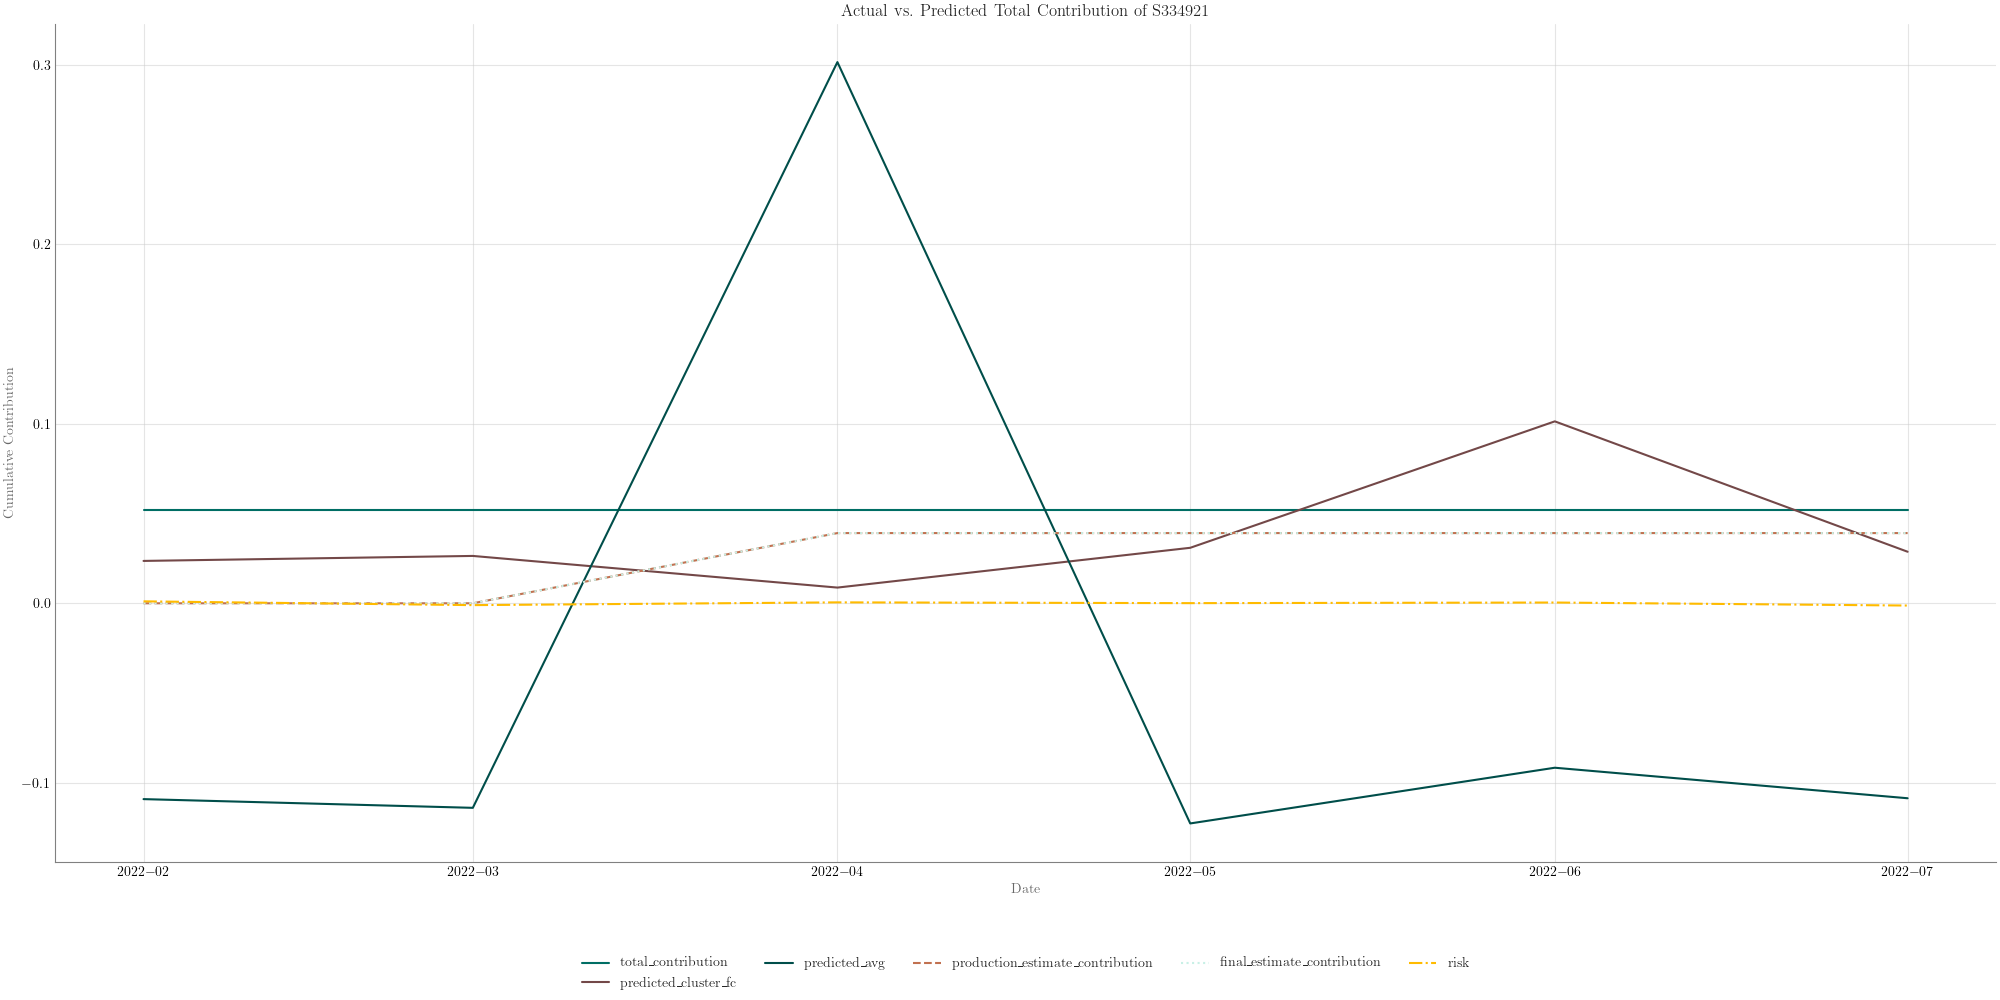 Actual vs. Predicted Total Contribution of S334921
Cumulative Contribution
0.3
0.2
0.1
0.0
−0.1
2022−02 2022−03 2022−04 2022−05 2022−06 2022−07
Date
total_contribution predicted_avg production_estimate_contribution final_estimate_contribution risk
predicted_cluster_fc